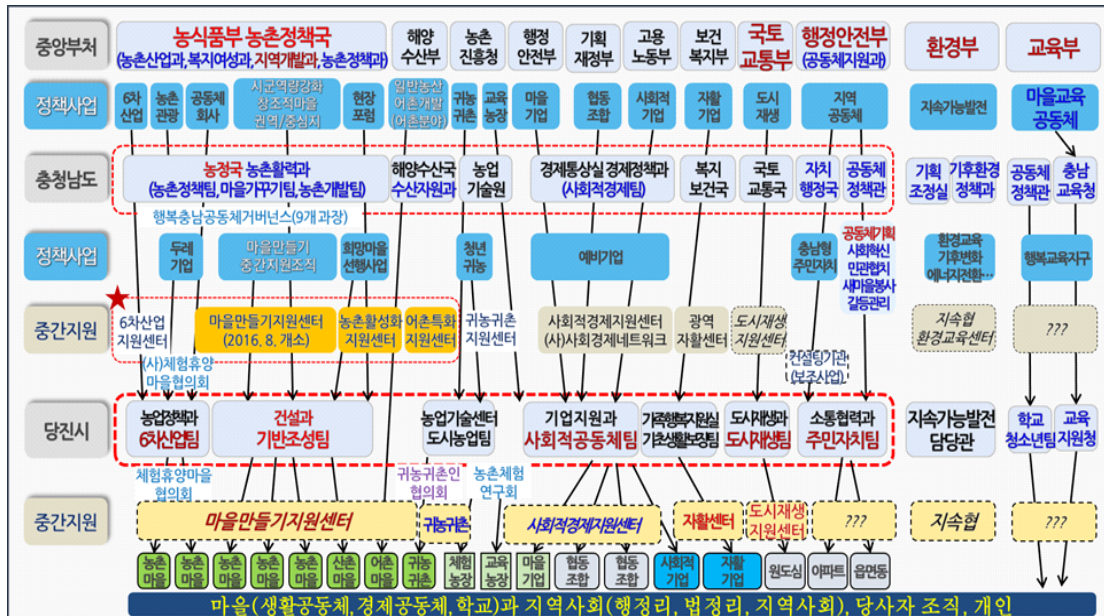 중앙부처
농식품부 농촌정책국
(농촌산업과,복지여성과,지역개발과,농촌정책과)
해양
수산부
농촌
진흥청
행정
안전부
기획
재정부
고용
노동부
보건
복지부
국토
교통부
행정안전부
(공동체지원과)
환경부
교육부
정책사업
6차
산업
농촌
관광
공동체
회사
시군역량강화
창조적마을
권역/중심지
현장
포럼
일반농산
어촌개발
(어촌분야)
귀농
귀촌
교육
농장
마을
기업
협동
조합
사회적
기업
자활
기업
도시
재생
지역
공동체
지속가능발전
마을교육
공동체
충청남도
농정국 농촌활력과
(농촌정책팀,마을가꾸기팀,농촌개발팀)
해양수산국
수산자원과
농업
기술원
경제통상실 경제정책과
(사회적경제팀)
복지
보건국
국토
교통국
자치
행정국
공동체
정책관
기획
조정실
기후환경
정책과
공동체
정책관
충남
교육청
행복충남공동체거버넌스(9개 과장)
정책사업
두레
기업
마을만들기
중간지원조직
희망마을
선행사업
청년
귀농
예비기업
충남형
주민자치
공동체기획
사회혁신
민관협치
새마을봉사
갈등관리
환경교육
기후변화
에너지전환…
행복교육지구
중간지원
6차산업
지원센터
마을만들기지원센터
(2016. 8. 개소)
농촌활성화
지원센터
어촌특화
지원센터
귀농귀촌
지원센터
사회적경제지원센터
(사)사회경제네트워크
광역
자활센터
도시재생
지원센터
컨설팅기관
(보조사업)
지속협
환경교육센터
???
(사)체험휴양
마을협의회
당진시
농업정책과
6차산업팀
건설과
기반조성팀
농업기술센터
도시농업팀
기업지원과
사회적공동체팀
가족행복지원실
기초생활보장팀
도시재생과
도시재생팀
소통협력과
주민자치팀
지속가능발전
담당관
학교
청소년팀
교육
지원청
체험휴양마을
협의회
귀농귀촌인
협의회
농촌체험
연구회
중간지원
마을만들기지원센터
귀농귀촌
사회적경제지원센터
자활센터
도시재생
지원센터
???
지속협
???
농촌
마을
농촌
마을
농촌
마을
농촌
마을
농촌
마을
산촌
마을
어촌
마을
귀농
귀촌
체험
농장
교육
농장
마을
기업
협동
조합
협동
조합
사회적
기업
자활
기업
원도심
아파트
읍면동
마을(생활공동체,경제공동체,학교)과 지역사회(행정리, 법정리, 지역사회), 당사자 조직, 개인